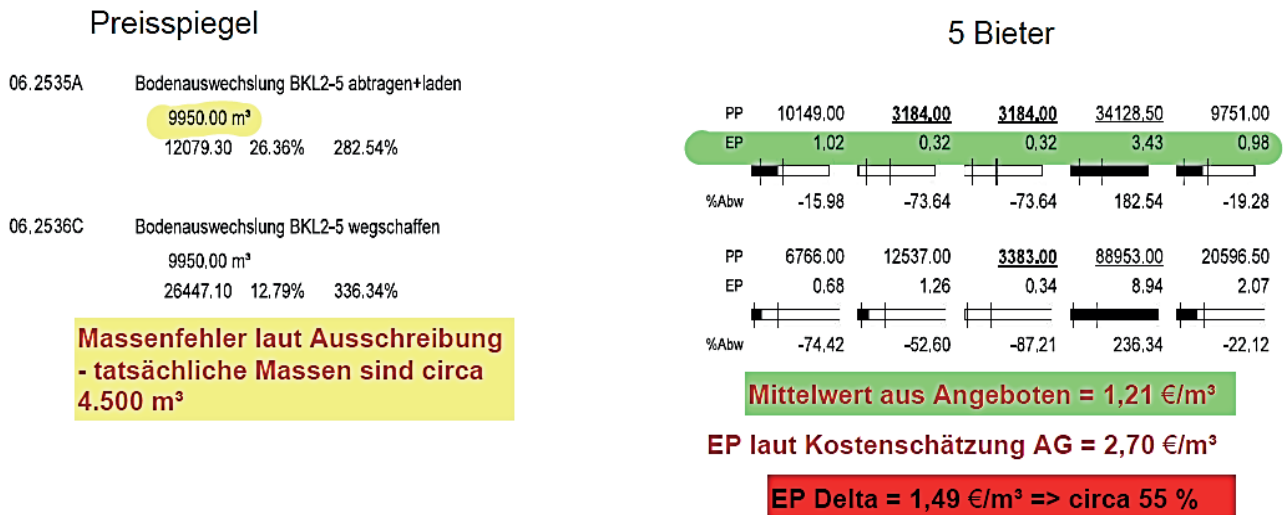 Preisspiegel
06.2535A Bodenauswechslung BKL2-5 abtragen+laden
9950.00 m³
12079.30 26.36% 282.54%
06,2536C Bodenauswechslung BKL2-5 wegschaffen
9950,00 m³
26447,10 12,79% 336,34%
Massenfehler laut Ausschreibung
- tatsächliche Massen sind circa
4.500 m³
5 Bieter
PP 10149,00 3184,00 3184,00 34128,50 9751,00
EP 1,02 0,32 0,32 3,43 0,98
%Abw -15.98 -73.64 -73.64 182.54 -19.28
PP 6766.00 12537.00 3383,00 88953.00 20596.50
EP 0.68 1.26 0.34 8.94 2.07
%Abw -74,42 -52,60 -87,21 236,34 -22,12
Mittelwert aus Angeboten = 1,21 €/m³
EP laut Kostenschätzung AG = 2,70 €/m³
EP Delta = 1,49 €/m³ => circa 55 %